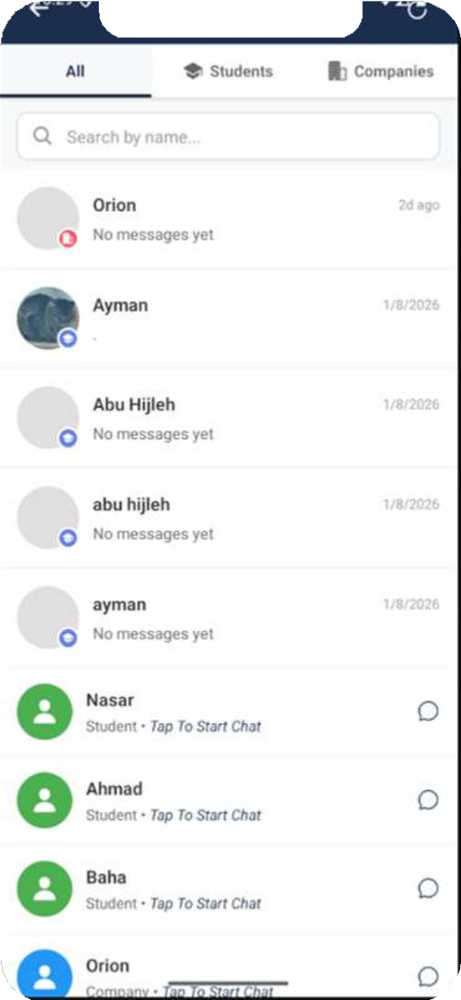 All
Students
Companies
Search by name...
Orion
2d ago
No messages yet
Ayman
1/8/2026
.
Abu Hijleh
1/8/2026
No messages yet
abu hijleh
1/8/2026
No messages yet
ayman
1/8/2026
No messages yet
Nasar
Student • Tap To Start Chat
Ahmad
Student • Tap To Start Chat
Baha
Student • Tap To Start Chat
Orion
Company • Tap To Start Chat